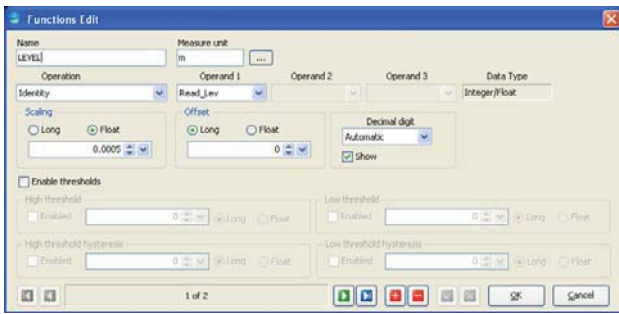 Functions Edit
Name
Measure unit
LEVEL
m
...
Operation
Operand 1
Operand 2
Operand 3
Data Type
Identity
Read_Lev
Integer/Float
Scaling
Offset
Decimal digit
Long
Float
Long
Float
Automatic
0.0005
0
Show
Enable thresholds
High threshold
Low threshold
Enabled
0
Long
Float
Enabled
0
Long
Float
High threshold hysteresis
Low threshold hysteresis
Enabled
0
Long
Float
Enabled
0
Long
Float
1 of 2
OK
Cancel